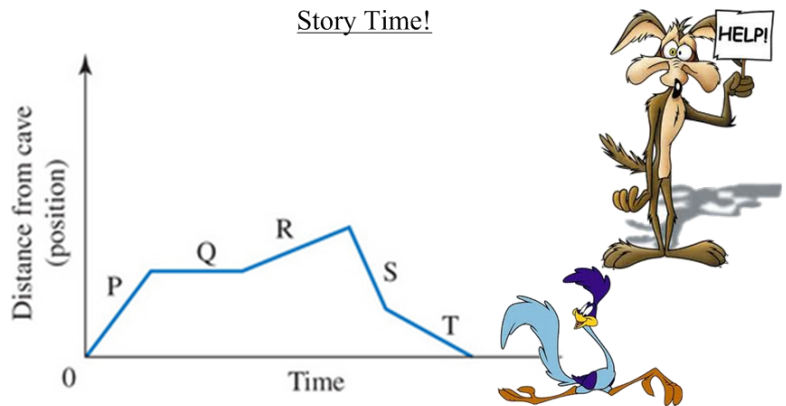 Story Time!
HELP!
Distance from cave
(position)
P
Q
R
S
T
0
Time